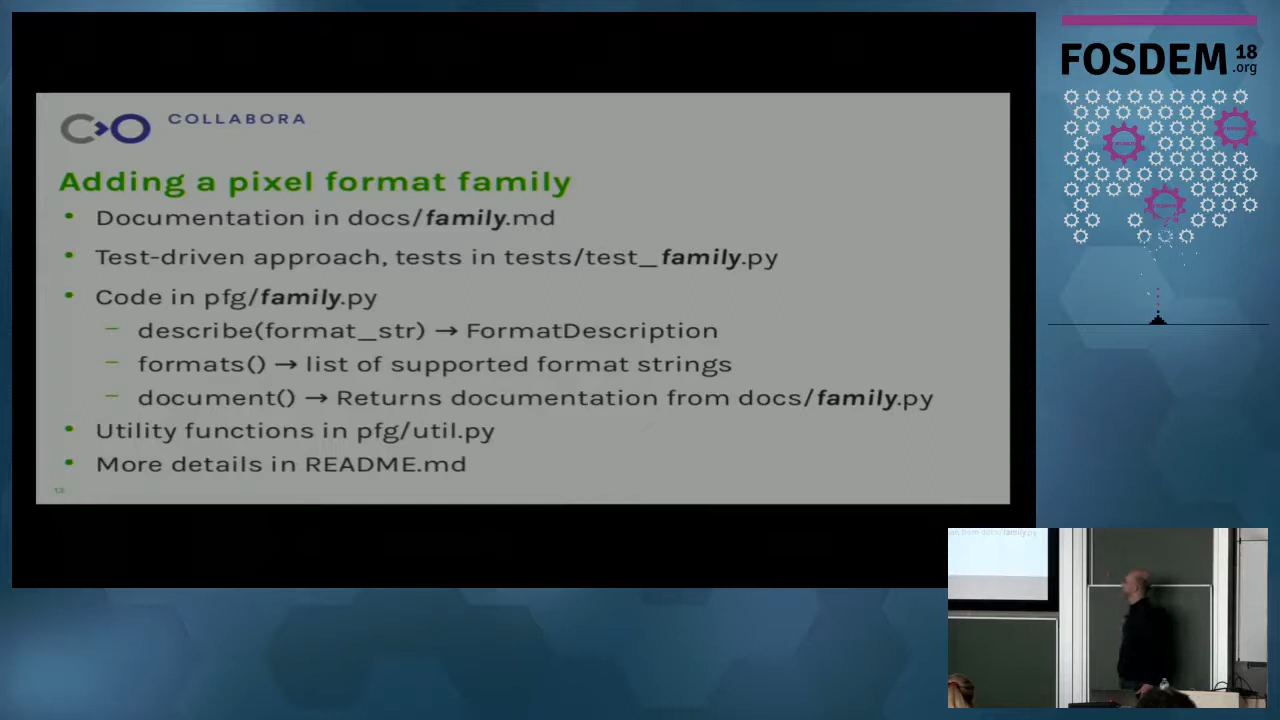 COLLABORA
Adding a pixel format family
• Documentation in docs/family.md
• Test-driven approach, tests in tests/test_family.py
• Code in pfg/family.py
– describe(format_str) → FormatDescription
– formats() → list of supported format strings
– document() → Returns documentation from docs/family.py
• Utility functions in pfg/util.py
• More details in README.md
FOSDEM 18
.org